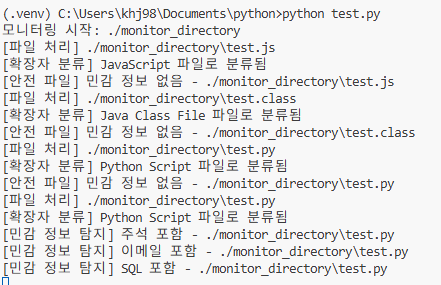 (.venv) C:\Users\khj98\Documents\python>python test.py
모니터링 시작: ./monitor_directory
[파일 처리] ./monitor_directory\test.js
[확장자 분류] JavaScript 파일로 분류됨
[안전 파일] 민감 정보 없음 - ./monitor_directory\test.js
[파일 처리] ./monitor_directory\test.class
[확장자 분류] Java Class File 파일로 분류됨
[안전 파일] 민감 정보 없음 - ./monitor_directory\test.class
[파일 처리] ./monitor_directory\test.py
[확장자 분류] Python Script 파일로 분류됨
[안전 파일] 민감 정보 없음 - ./monitor_directory\test.py
[파일 처리] ./monitor_directory\test.py
[확장자 분류] Python Script 파일로 분류됨
[민감 정보 탐지] 주석 포함 - ./monitor_directory\test.py
[민감 정보 탐지] 이메일 포함 - ./monitor_directory\test.py
[민감 정보 탐지] SQL 포함 - ./monitor_directory\test.py